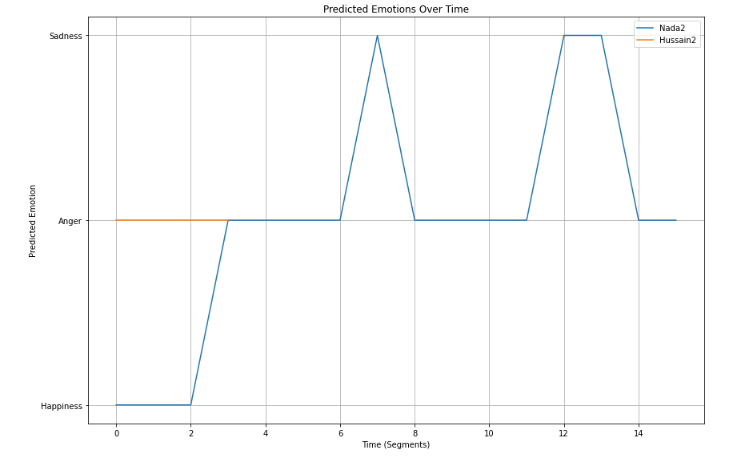 Predicted Emotions Over Time
Nada2
Hussain2
Sadness
Anger
Happiness
Predicted Emotion
0 2 4 6 8 10 12 14
Time (Segments)